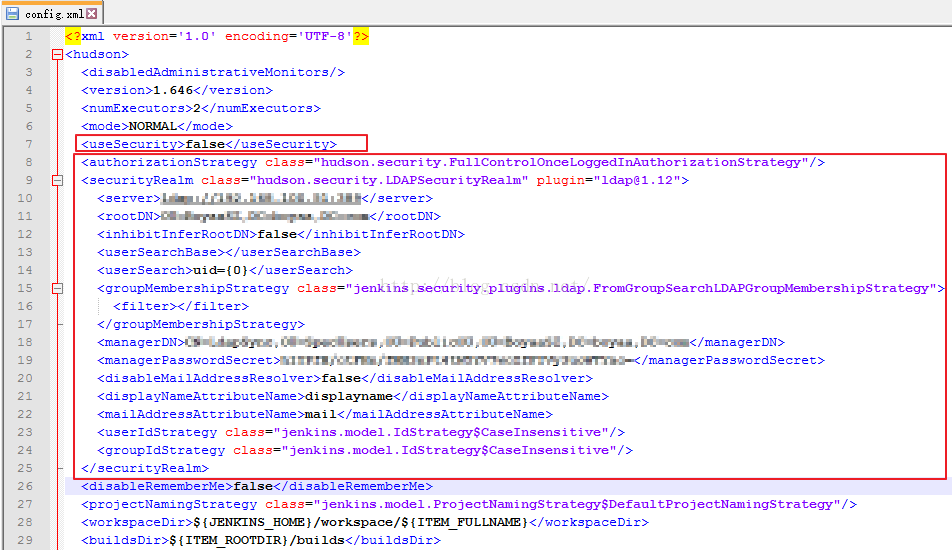 config.xml
1 <?xml version='1.0' encoding='UTF-8'?>
2 <hudson>
3 <disabledAdministrativeMonitors/>
4 <version>1.646</version>
5 <numExecutors>2</numExecutors>
6 <mode>NORMAL</mode>
7 <useSecurity>false</useSecurity>
8 <authorizationStrategy class="hudson.security.FullControlOnceLoggedInAuthorizationStrategy"/>
9 <securityRealm class="hudson.security.LDAPSecurityRealm" plugin="ldap@1.12">
10 <server></server>
11 <rootDN></rootDN>
12 <inhibitInferRootDN>false</inhibitInferRootDN>
13 <userSearchBase></userSearchBase>
14 <userSearch>uid={0}</userSearch>
15 <groupMembershipStrategy class="jenkins.security.plugins.ldap.FromGroupSearchLDAPGroupMembershipStrategy">
16 <filter></filter>
17 </groupMembershipStrategy>
18 <managerDN></managerDN>
19 <managerPasswordSecret></managerPasswordSecret>
20 <disableMailAddressResolver>false</disableMailAddressResolver>
21 <displayNameAttributeName>displayname</displayNameAttributeName>
22 <mailAddressAttributeName>mail</mailAddressAttributeName>
23 <userIdStrategy class="jenkins.model.IdStrategy$CaseInsensitive"/>
24 <groupIdStrategy class="jenkins.model.IdStrategy$CaseInsensitive"/>
25 </securityRealm>
26 <disableRememberMe>false</disableRememberMe>
27 <projectNamingStrategy class="jenkins.model.ProjectNamingStrategy$DefaultProjectNamingStrategy"/>
28 <workspaceDir>${JENKINS_HOME}/workspace/${ITEM_FULLNAME}</workspaceDir>
29 <buildsDir>${ITEM_ROOTDIR}/builds</buildsDir>